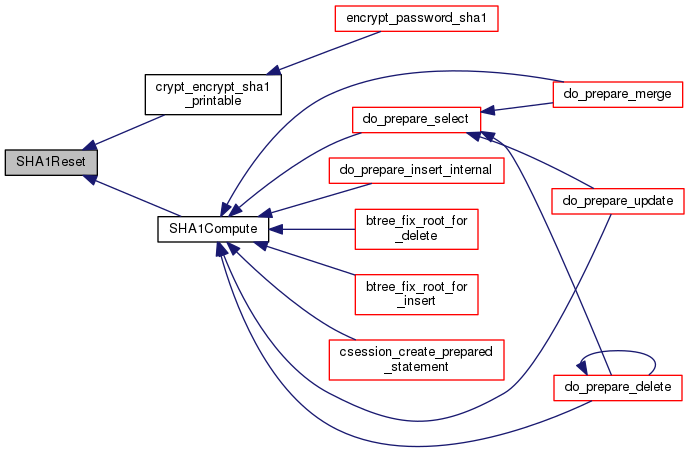 encrypt_password_sha1
crypt_encrypt_sha1
_printable
do_prepare_merge
do_prepare_select
SHA1Reset
do_prepare_insert_internal
do_prepare_update
SHA1Compute
btree_fix_root_for
_delete
btree_fix_root_for
_insert
csession_create_prepared
_statement
do_prepare_delete